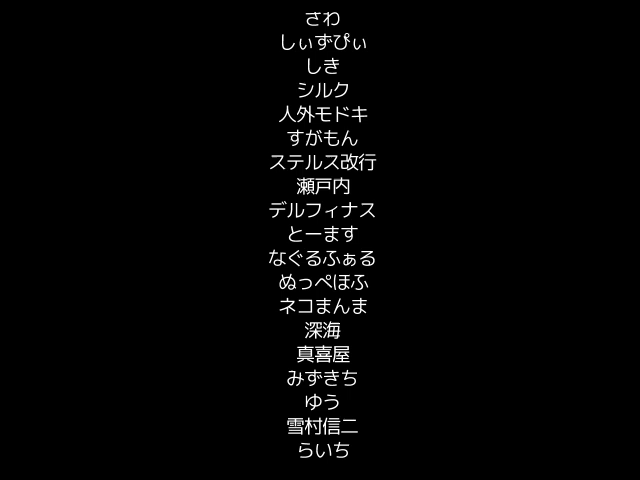 さわ
しぃずぴぃ
しき
シルク
人外モドキ
すがもん
ステルス改行
瀬戸内
デルフィナス
とーます
なぐるふぁる
ぬっぺほふ
ネコまんま
深海
真喜屋
みずきち
ゆう
雪村信二
らいち